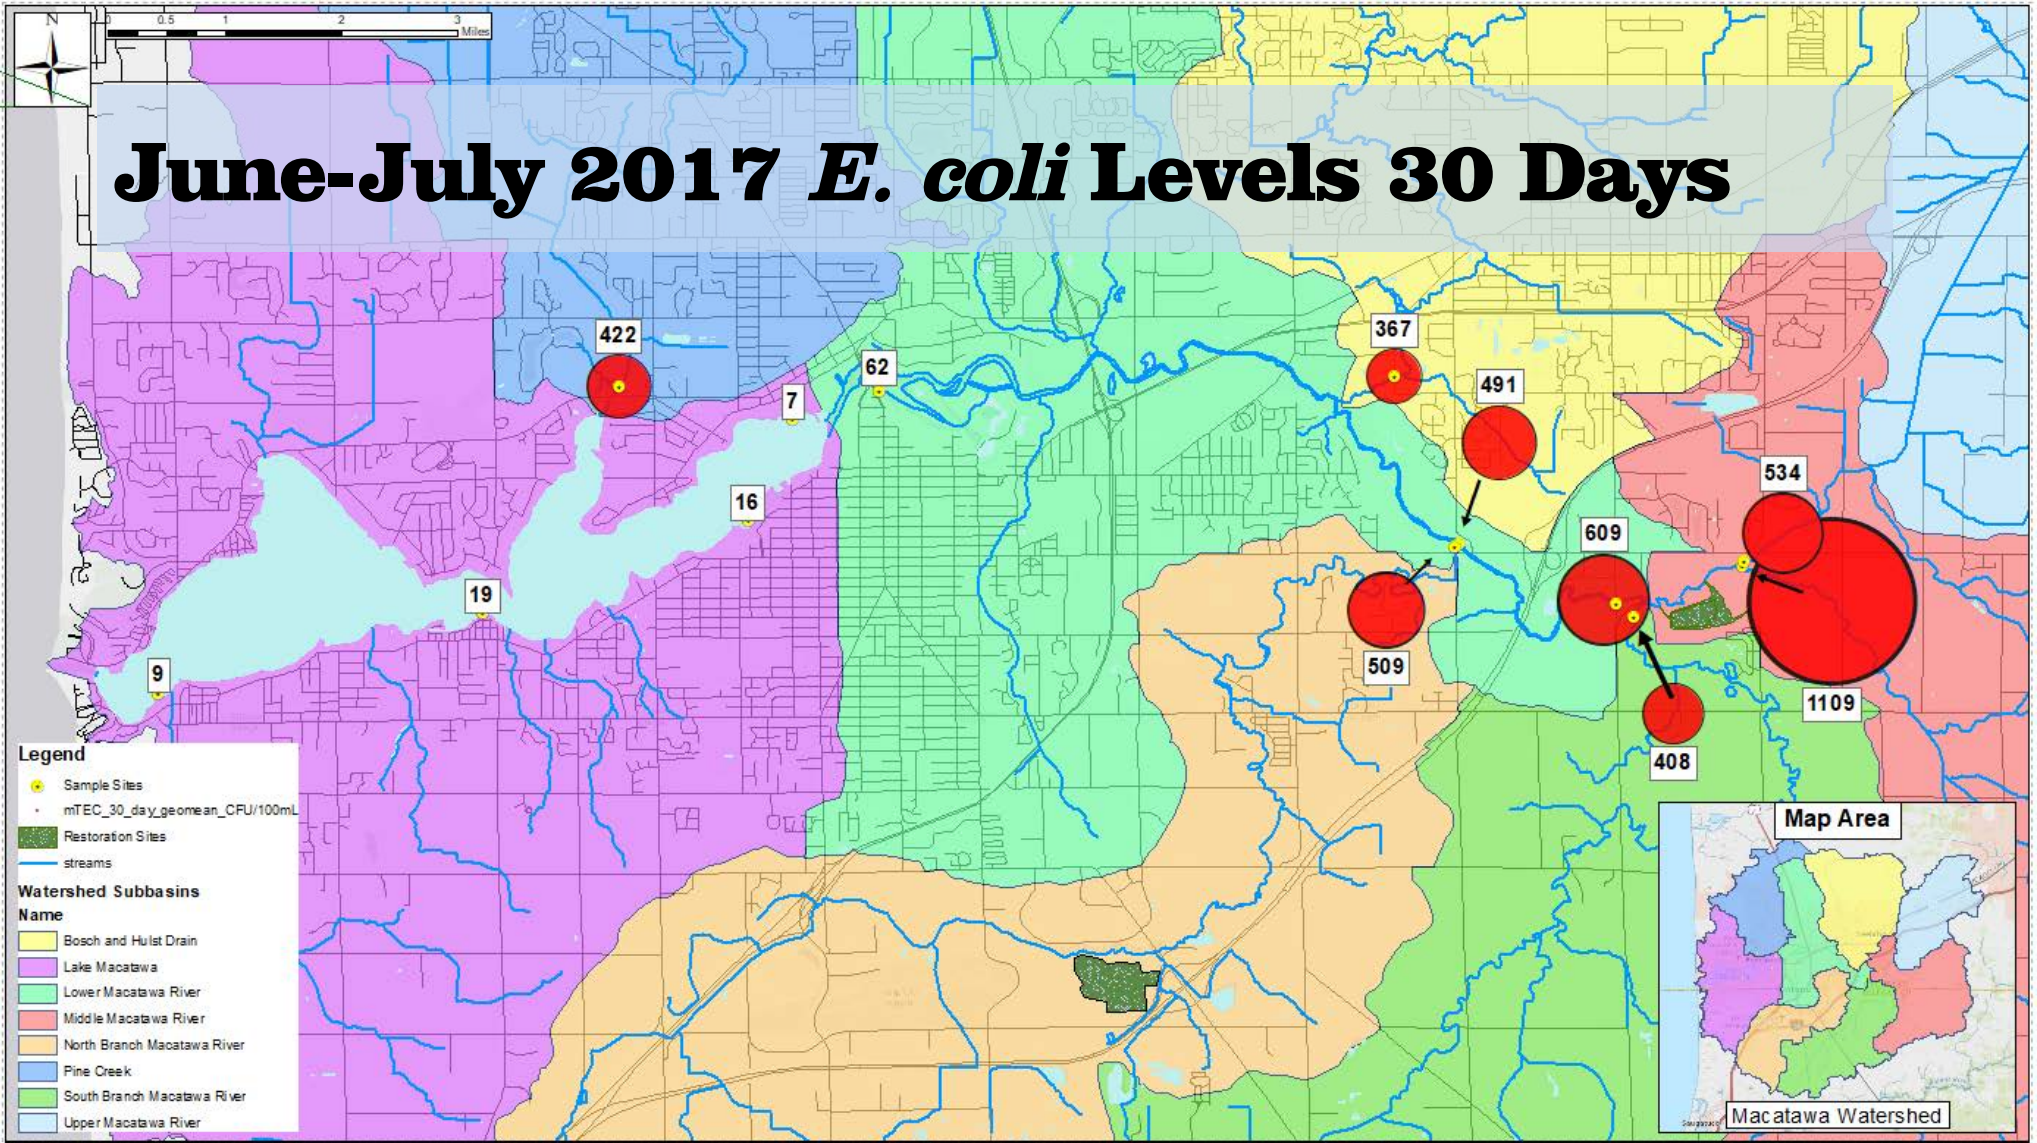 N
0 0.5 1 2 3
Miles
June-July 2017 E. coli Levels 30 Days
422
367
62
491
7
534
16
609
19
509
9
1109
408
Legend
Sample Sites
mTEC_30_day_geomean_CFU/100mL
Restoration Sites
streams
Watershed Subbasins
Name
Bosch and Hulst Drain
Lake Macatawa
Lower Macatawa River
Middle Macatawa River
North Branch Macatawa River
Pine Creek
South Branch Macatawa River
Upper Macatawa River
Map Area
Macatawa Watershed